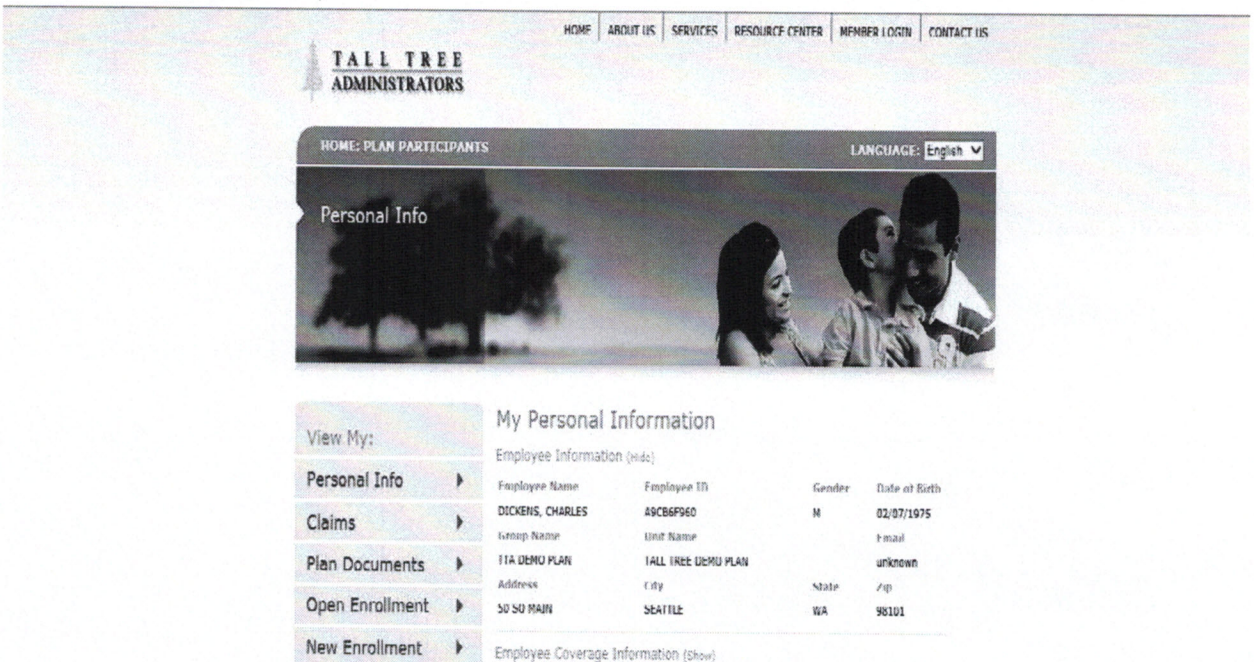 HOME | ABOUT US | SERVICES | RESOURCE CENTER | MEMBER LOGIN | CONTACT US
TALL TREE
ADMINISTRATORS
HOME: PLAN PARTICIPANTS LANGUAGE: English
Personal Info
View My:
Personal Info
Claims
Plan Documents
Open Enrollment
New Enrollment
My Personal Information
Employee Information (Hide)
Employee Name Employee ID Gender Date of Birth
DICKENS, CHARLES A9CB6F960 M 02/07/1975
Group Name Unit Name Email
TTA DEMO PLAN TALL TREE DEMO PLAN unknown
Address City State Zip
50 SO MAIN SEATTLE WA 98101
Employee Coverage Information (Show)